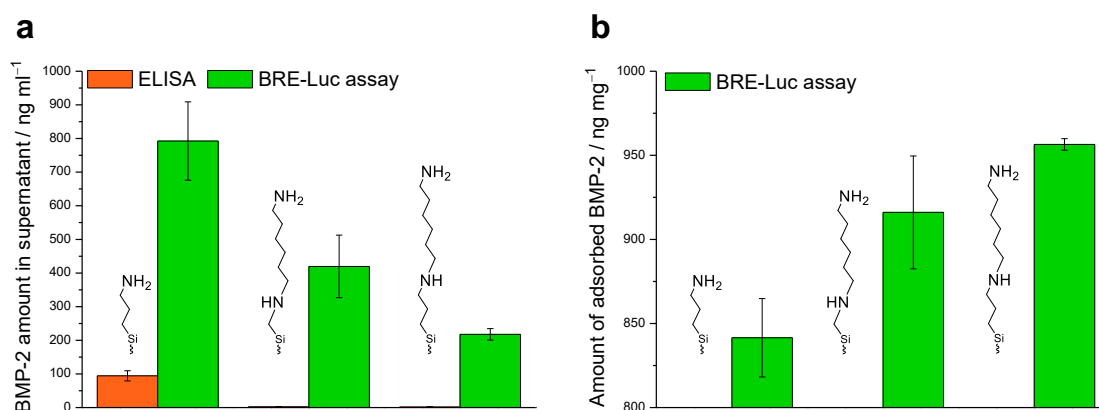 a
BMP-2 amount in supernatant / ng ml⁻¹
1000
900
800
700
600
500
400
300
200
100
0
ELISA
BRE-Luc assay
NH₂
Si
NH₂
HN
Si
NH₂
NH
Si
b
Amount of adsorbed BMP-2 / ng mg⁻¹
1000
950
900
850
800
BRE-Luc assay
NH₂
Si
NH₂
HN
Si
NH₂
NH
Si